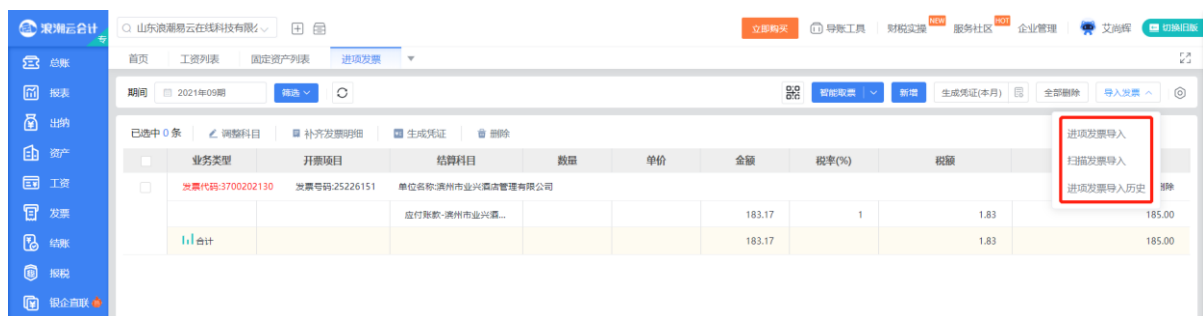 浪潮云会计
专
山东浪潮易云在线科技有限公
立即购买
导账工具
财税实操
NEW
服务社区
HOT
企业管理
艾尚辉
切换旧版
总账
首页
工资列表
固定资产列表
进项发票
报表
期间
2021年09期
筛选
智能取票
新增
生成凭证(本月)
全部删除
导入发票
出纳
已选中 0 条
调整科目
补齐发票明细
生成凭证
删除
进项发票导入
扫描发票导入
进项发票导入历史
资产
业务类型
开票项目
结算科目
数量
单价
金额
税率(%)
税额
工资
发票代码:3700202130
发票号码:25226151
单位名称:滨州市业兴酒店管理有限公司
删除
发票
应付账款-滨州市业兴酒...
183.17
1
1.83
185.00
结账
合计
183.17
1.83
185.00
报税
银企直联